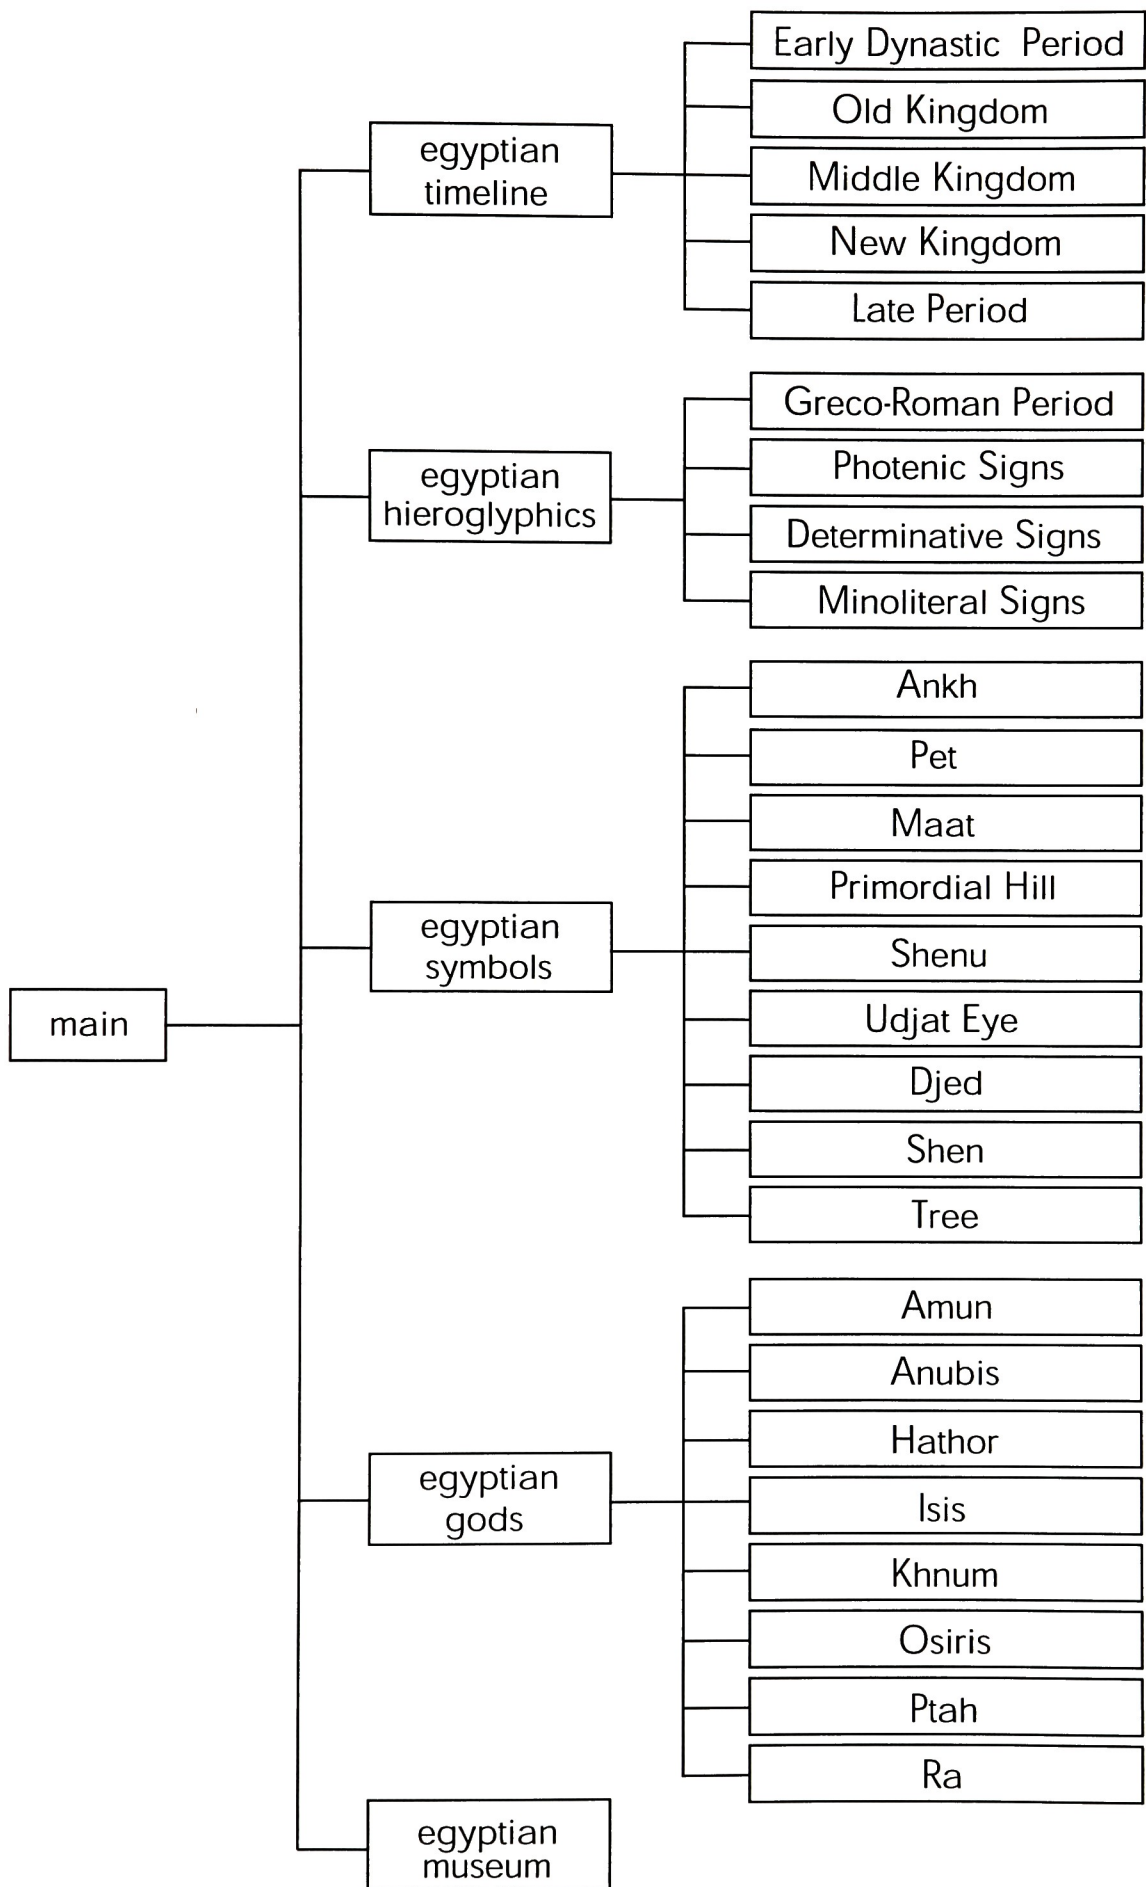 main
egyptian
timeline
Early Dynastic Period
Old Kingdom
Middle Kingdom
New Kingdom
Late Period
egyptian
hieroglyphics
Greco-Roman Period
Photenic Signs
Determinative Signs
Minoliteral Signs
egyptian
symbols
Ankh
Pet
Maat
Primordial Hill
Shenu
Udjat Eye
Djed
Shen
Tree
egyptian
gods
Amun
Anubis
Hathor
Isis
Khnum
Osiris
Ptah
Ra
egyptian
museum